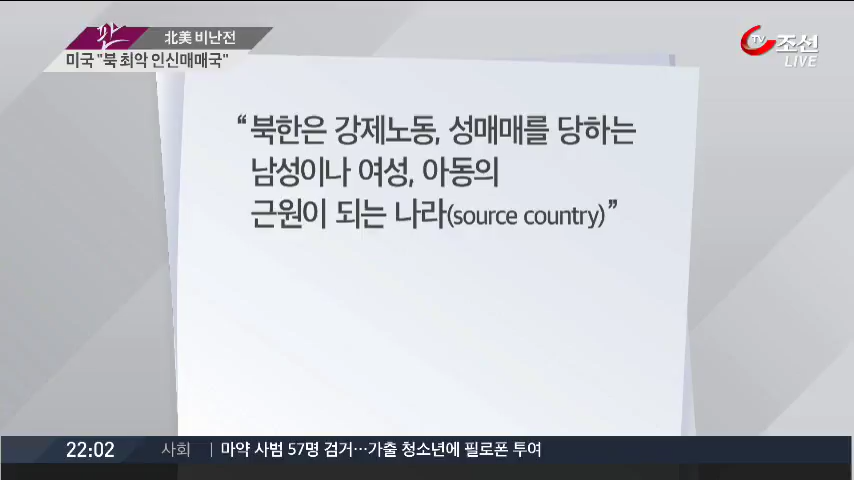 판
北美 비난전
미국 "북 최악 인신매매국"
TV조선
LIVE
“북한은 강제노동, 성매매를 당하는
남성이나 여성, 아동의
근원이 되는 나라(source country)”
22:02 사회 | 마약 사범 57명 검거…가출 청소년에 필로폰 투여